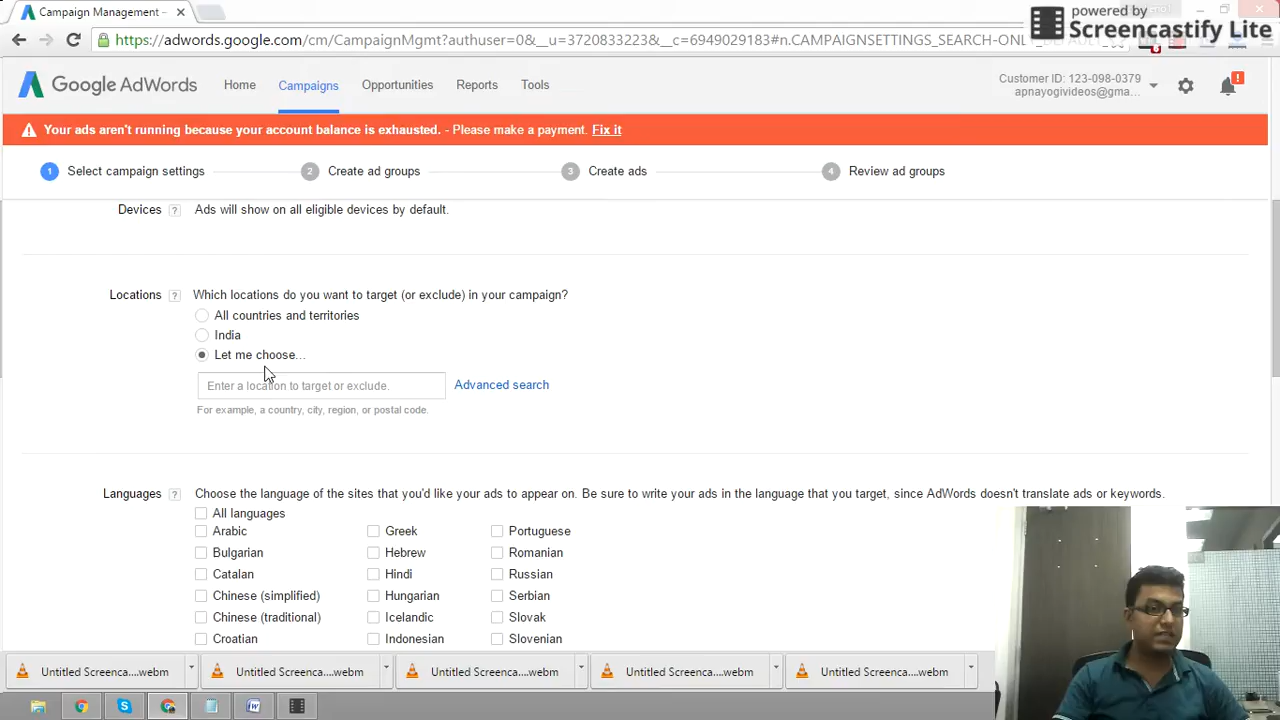 Campaign Management -
powered by
Screencastify Lite
https://adwords.google.com/cm/CampaignMgmt?__u=3720833223&__c=6949029183#n.CAMPAIGNSETTINGS_SEARCH-ONLY_DEFAULT
Google AdWords
Home
Campaigns
Opportunities
Reports
Tools
Customer ID: 123-098-0379
apnayogivideos@gma...
Your ads aren't running because your account balance is exhausted. - Please make a payment. Fix it
1 Select campaign settings
2 Create ad groups
3 Create ads
4 Review ad groups
Devices ? Ads will show on all eligible devices by default.
Locations ? Which locations do you want to target (or exclude) in your campaign?
All countries and territories
India
Let me choose...
Enter a location to target or exclude.
Advanced search
For example, a country, city, region, or postal code.
Languages ? Choose the language of the sites that you'd like your ads to appear on. Be sure to write your ads in the language that you target, since AdWords doesn't translate ads or keywords.
All languages
Arabic Greek Portuguese
Bulgarian Hebrew Romanian
Catalan Hindi Russian
Chinese (simplified) Hungarian Serbian
Chinese (traditional) Icelandic Slovak
Croatian Indonesian Slovenian
Untitled Screenca....webm
Untitled Screenca....webm
Untitled Screenca....webm
Untitled Screenca....webm
Untitled Screenca....webm